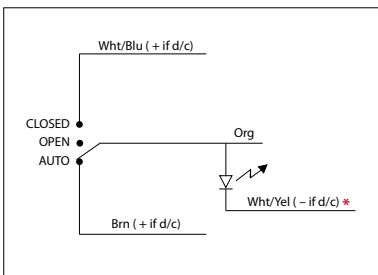 Wht/Blu ( + if d/c)
CLOSED
OPEN
Org
AUTO
Wht/Yel ( – if d/c) *
Brn ( + if d/c)